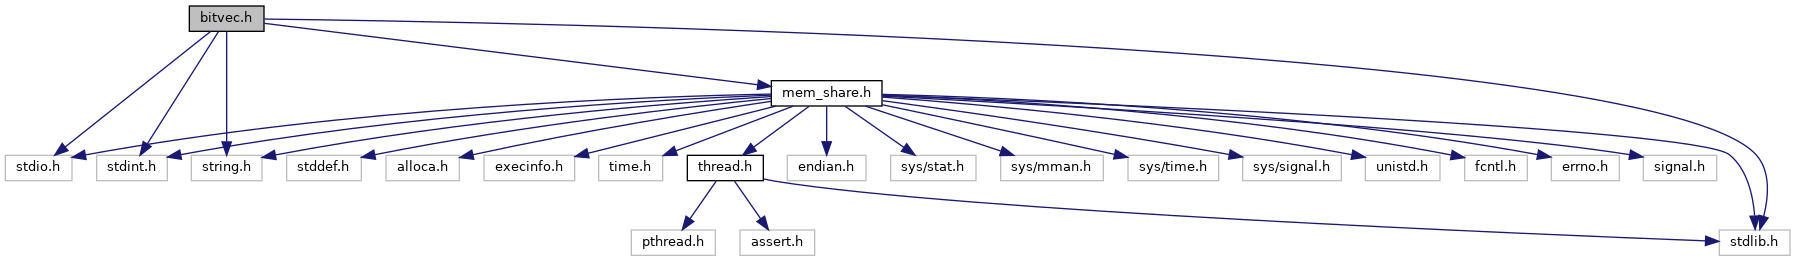 bitvec.h
mem_share.h
stdio.h
stdint.h
string.h
stddef.h
alloca.h
execinfo.h
time.h
thread.h
endian.h
sys/stat.h
sys/mman.h
sys/time.h
sys/signal.h
unistd.h
fcntl.h
errno.h
signal.h
pthread.h
assert.h
stdlib.h